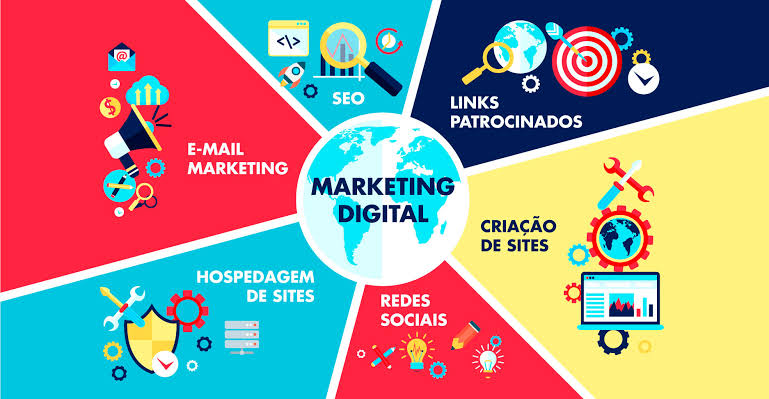 @
</>
SEO
LINKS
PATROCINADOS
$
E-MAIL
MARKETING
MARKETING
DIGITAL
CRIAÇÃO
DE SITES
HOSPEDAGEM
DE SITES
REDES
SOCIAIS